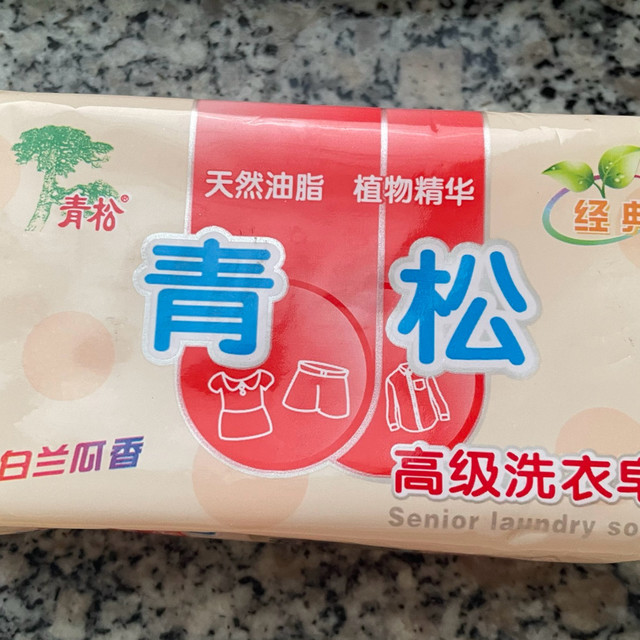 天然油脂 植物精华
青松®
经典
青松
白兰瓜香
高级洗衣皂
Senior laundry so